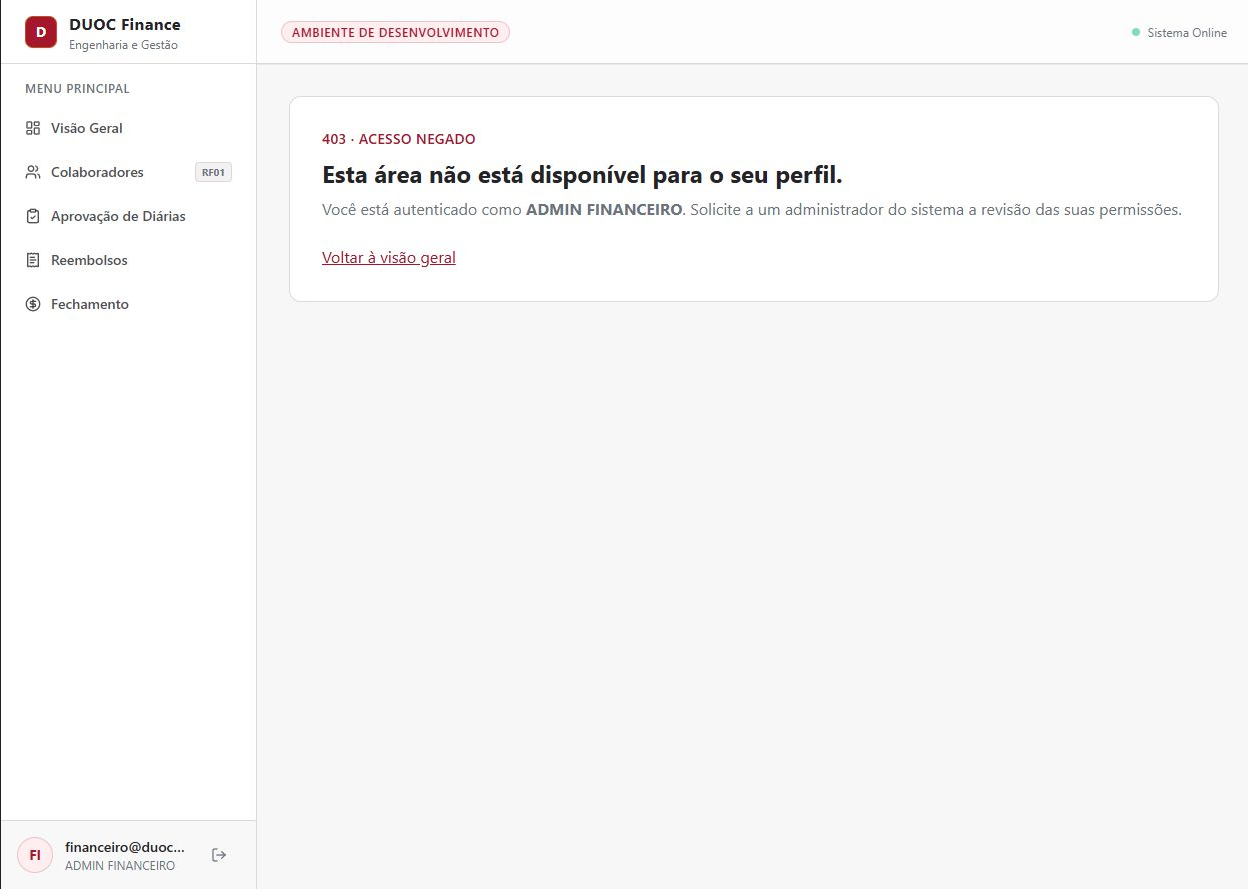 D
DUOC Finance
Engenharia e Gestão
AMBIENTE DE DESENVOLVIMENTO
Sistema Online
MENU PRINCIPAL
Visão Geral
Colaboradores
RF01
Aprovação de Diárias
Reembolsos
Fechamento
403 · ACESSO NEGADO
Esta área não está disponível para o seu perfil.
Você está autenticado como ADMIN FINANCEIRO. Solicite a um administrador do sistema a revisão das suas permissões.
Voltar à visão geral
FI
financeiro@duoc...
ADMIN FINANCEIRO